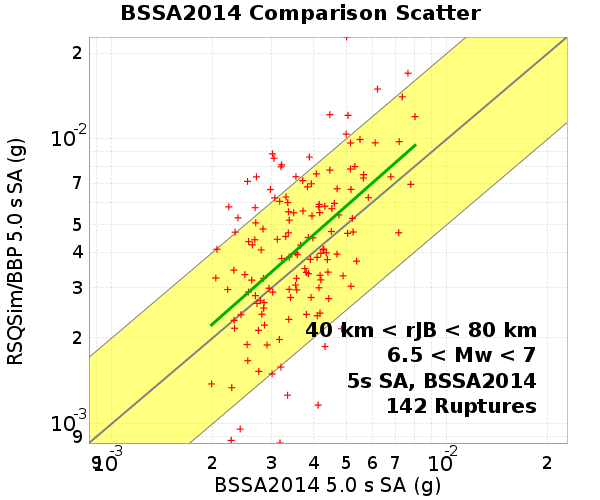 BSSA2014 Comparison Scatter
RSQSim/BBP 5.0 s SA (g)
2
10-2
7
5
4
3
2
10-3
9
40 km < rJB < 80 km
6.5 < Mw < 7
5s SA, BSSA2014
142 Ruptures
9 10-3 2 3 4 5 6 7 10-2 2
BSSA2014 5.0 s SA (g)